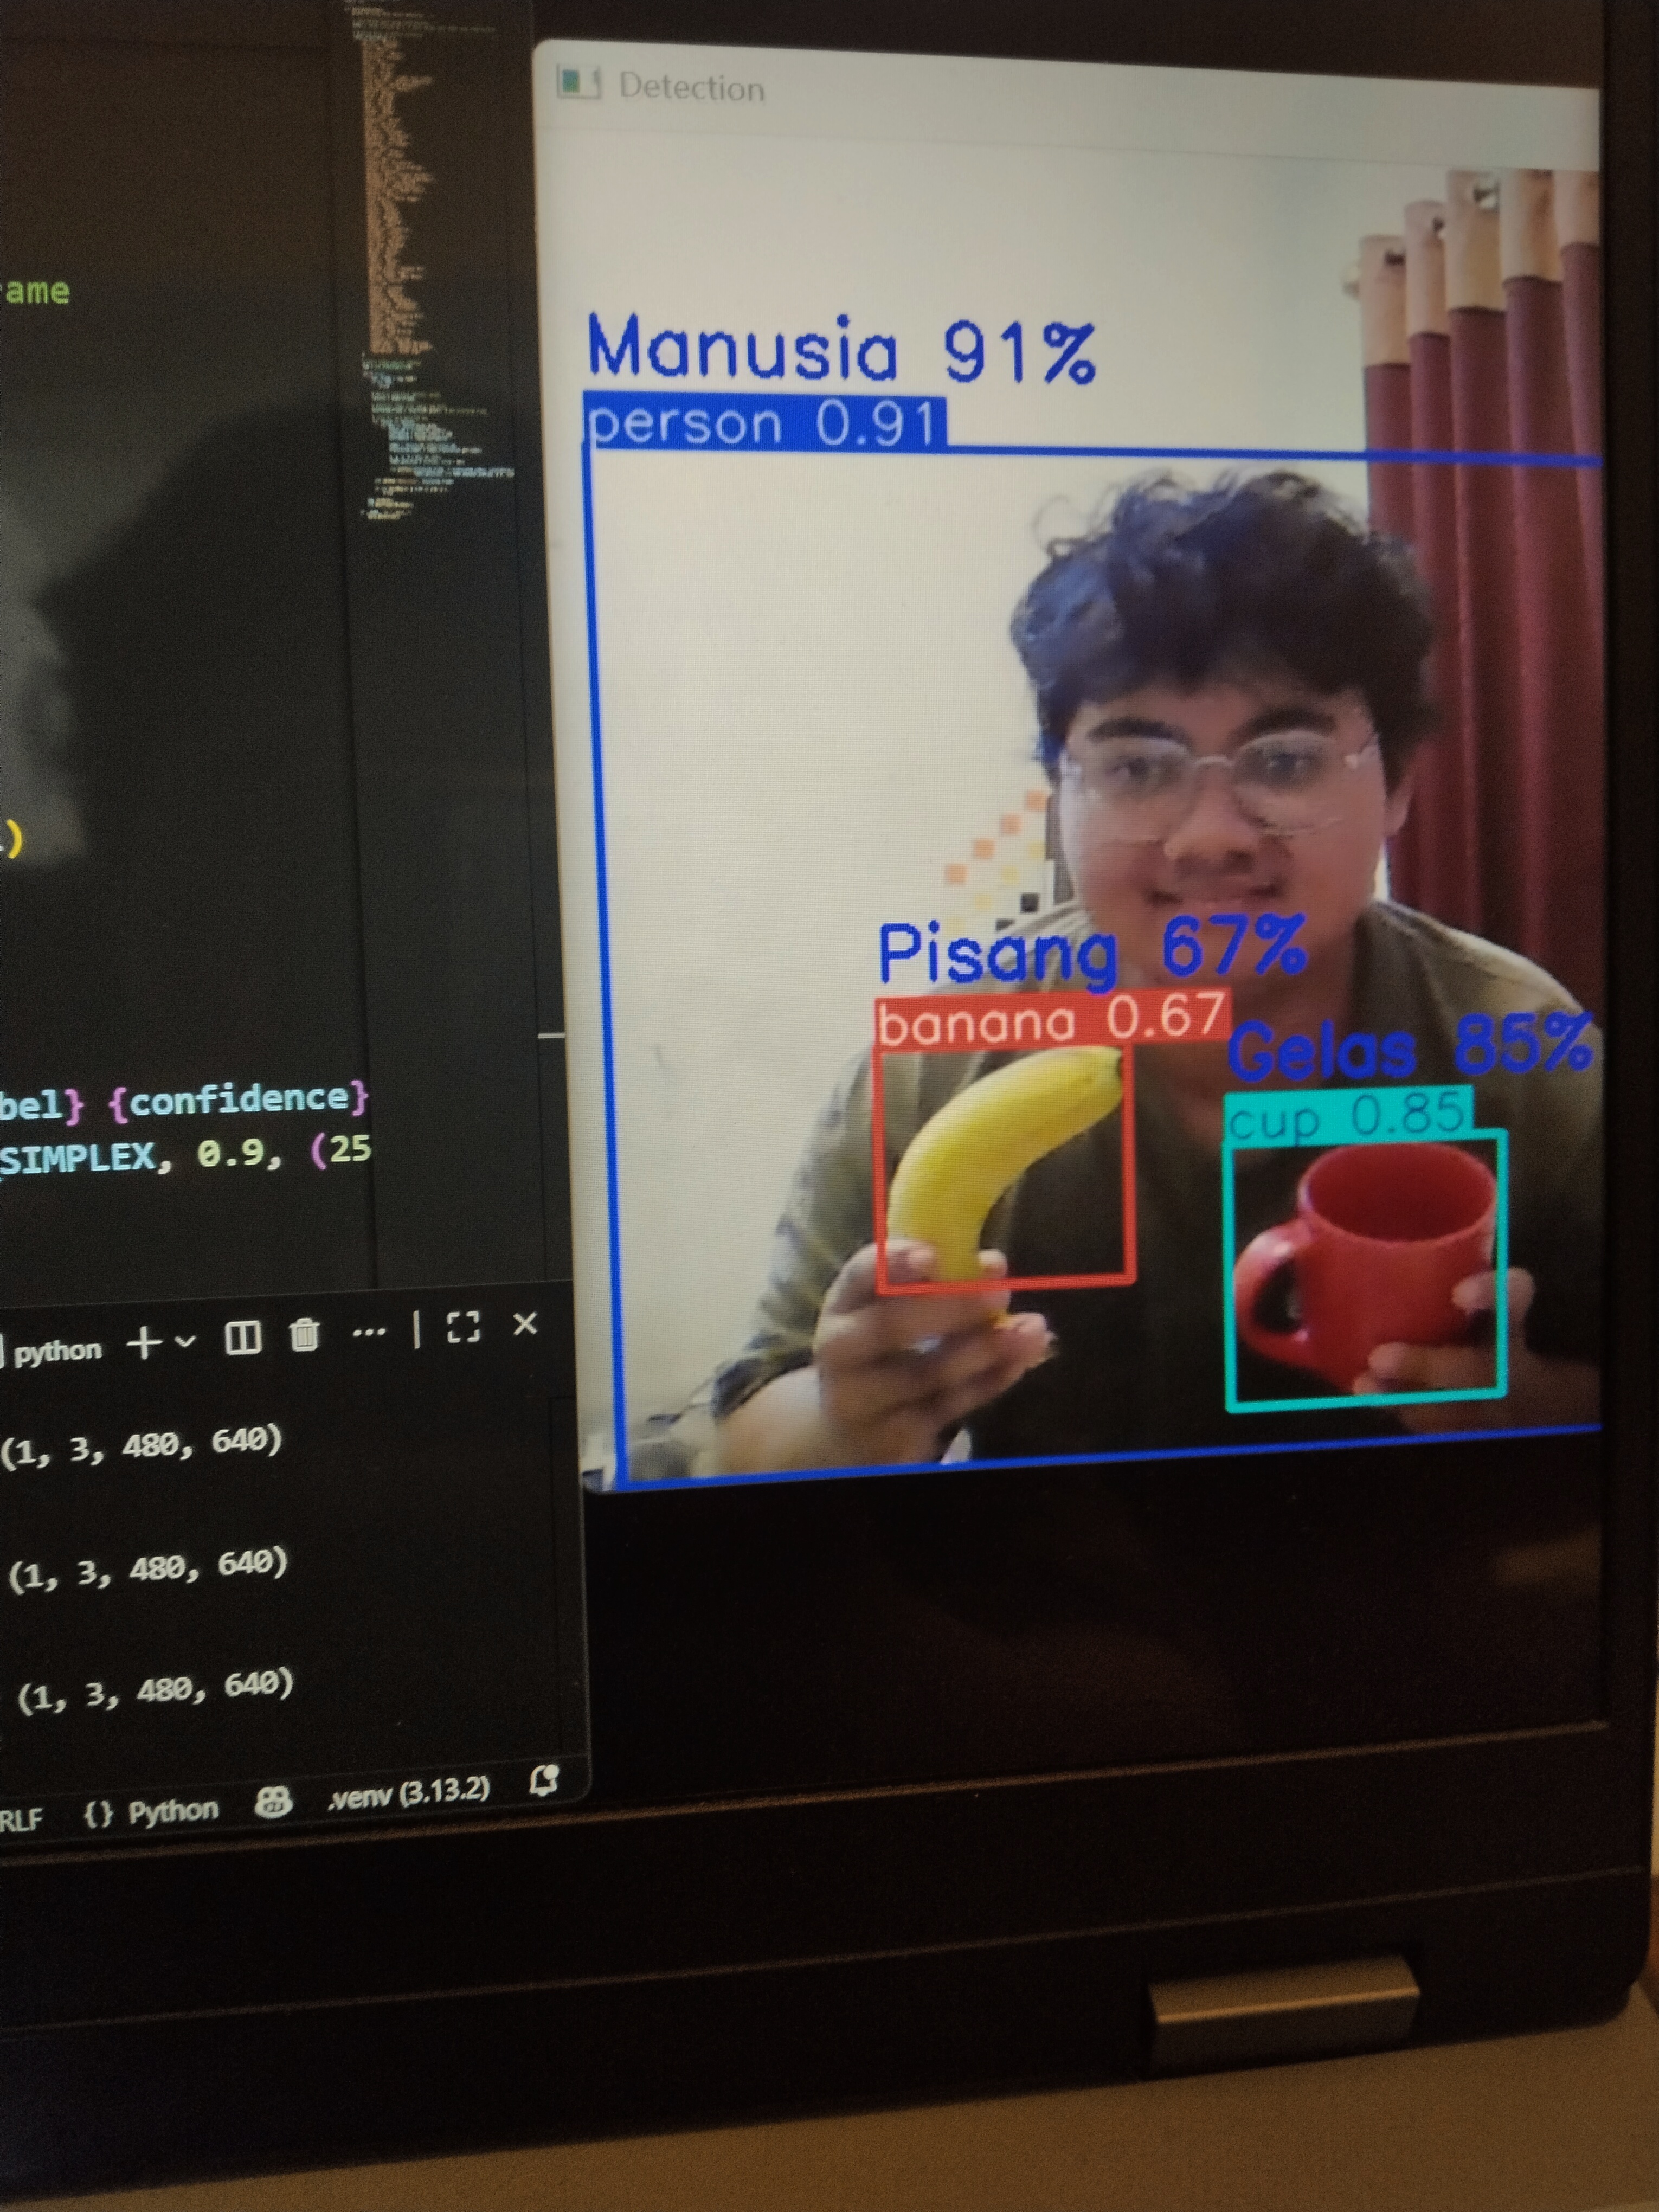 Detection
ame
Manusia 91%
person 0.91
)
Pisang 67%
banana 0.67
Gelas 85%
cup 0.85
bel} {confidence}
SIMPLEX, 0.9, (25
python
(1, 3, 480, 640)
(1, 3, 480, 640)
(1, 3, 480, 640)
RLF {} Python .venv (3.13.2)